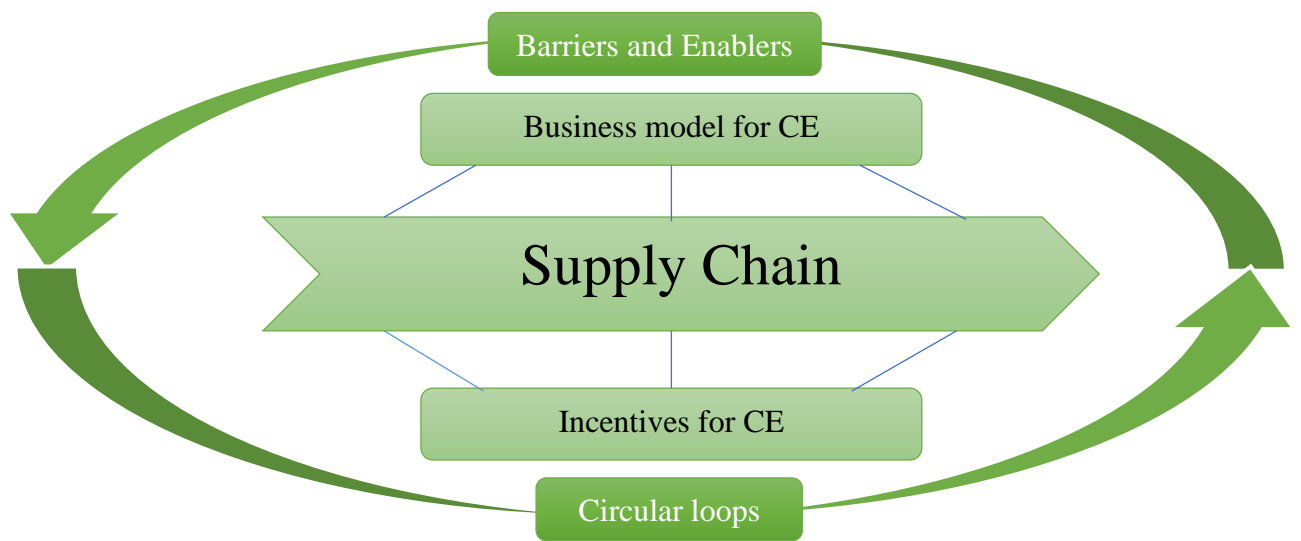 Barriers and Enablers
Business model for CE
Supply Chain
Incentives for CE
Circular loops